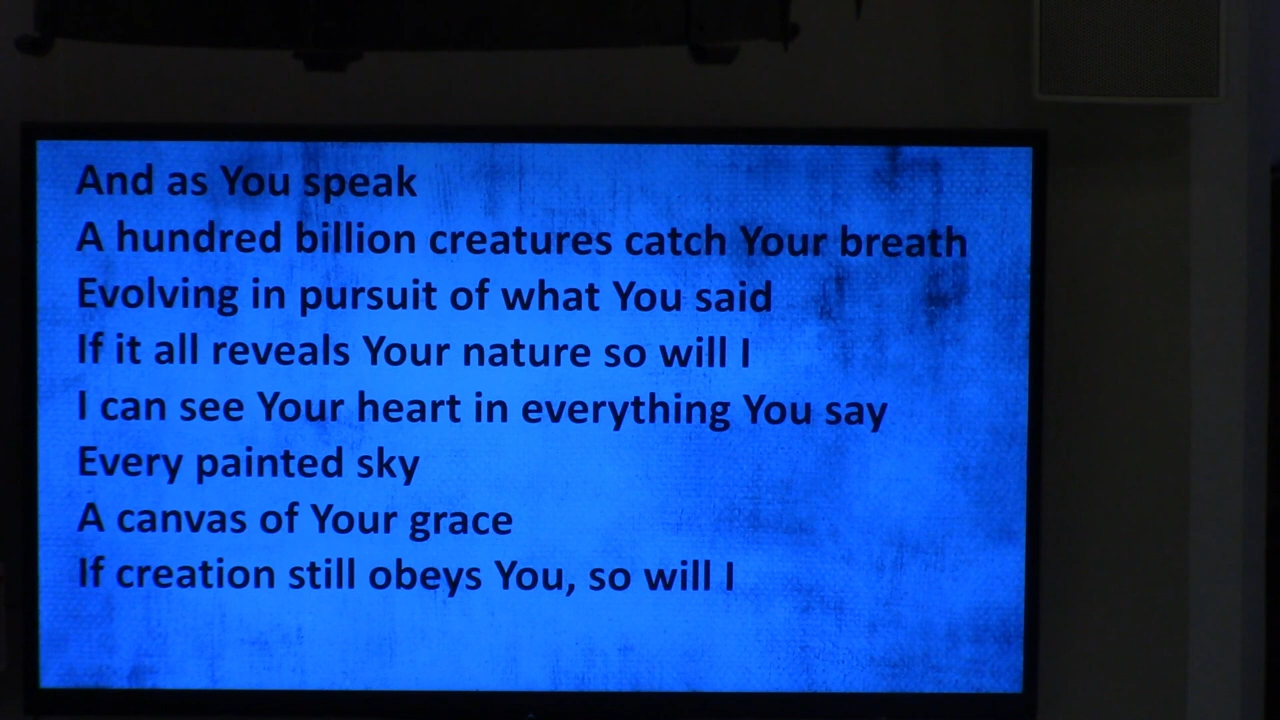 And as You speak
A hundred billion creatures catch Your breath
Evolving in pursuit of what You said
If it all reveals Your nature so will I
I can see Your heart in everything You say
Every painted sky
A canvas of Your grace
If creation still obeys You, so will I